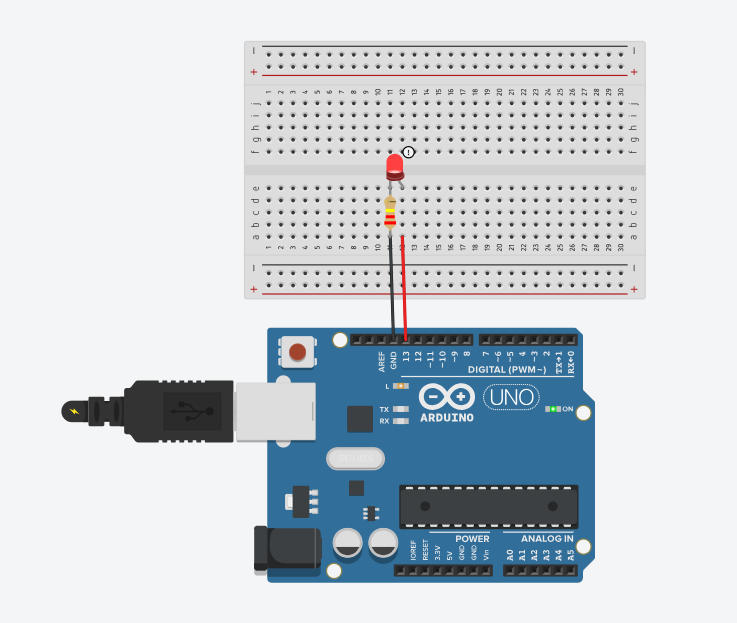 − −
+ +
1 2 3 4 5 6 7 8 9 10 11 12 13 14 15 16 17 18 19 20 21 22 23 24 25 26 27 28 29 30
j j
i i
h h
g g
f f
!
e e
d d
c c
b b
a a
1 2 3 4 5 6 7 8 9 10 11 12 13 14 15 16 17 18 19 20 21 22 23 24 25 26 27 28 29 30
− −
+ +
AREF GND 13 12 ~11 ~10 ~9 8 7 ~6 ~5 4 ~3 2 TX→1 RX←0
DIGITAL (PWM~)
L
TX
RX
UNO
ON
ARDUINO
POWER ANALOG IN
IOREF RESET 3.3V 5V GND GND Vin A0 A1 A2 A3 A4 A5